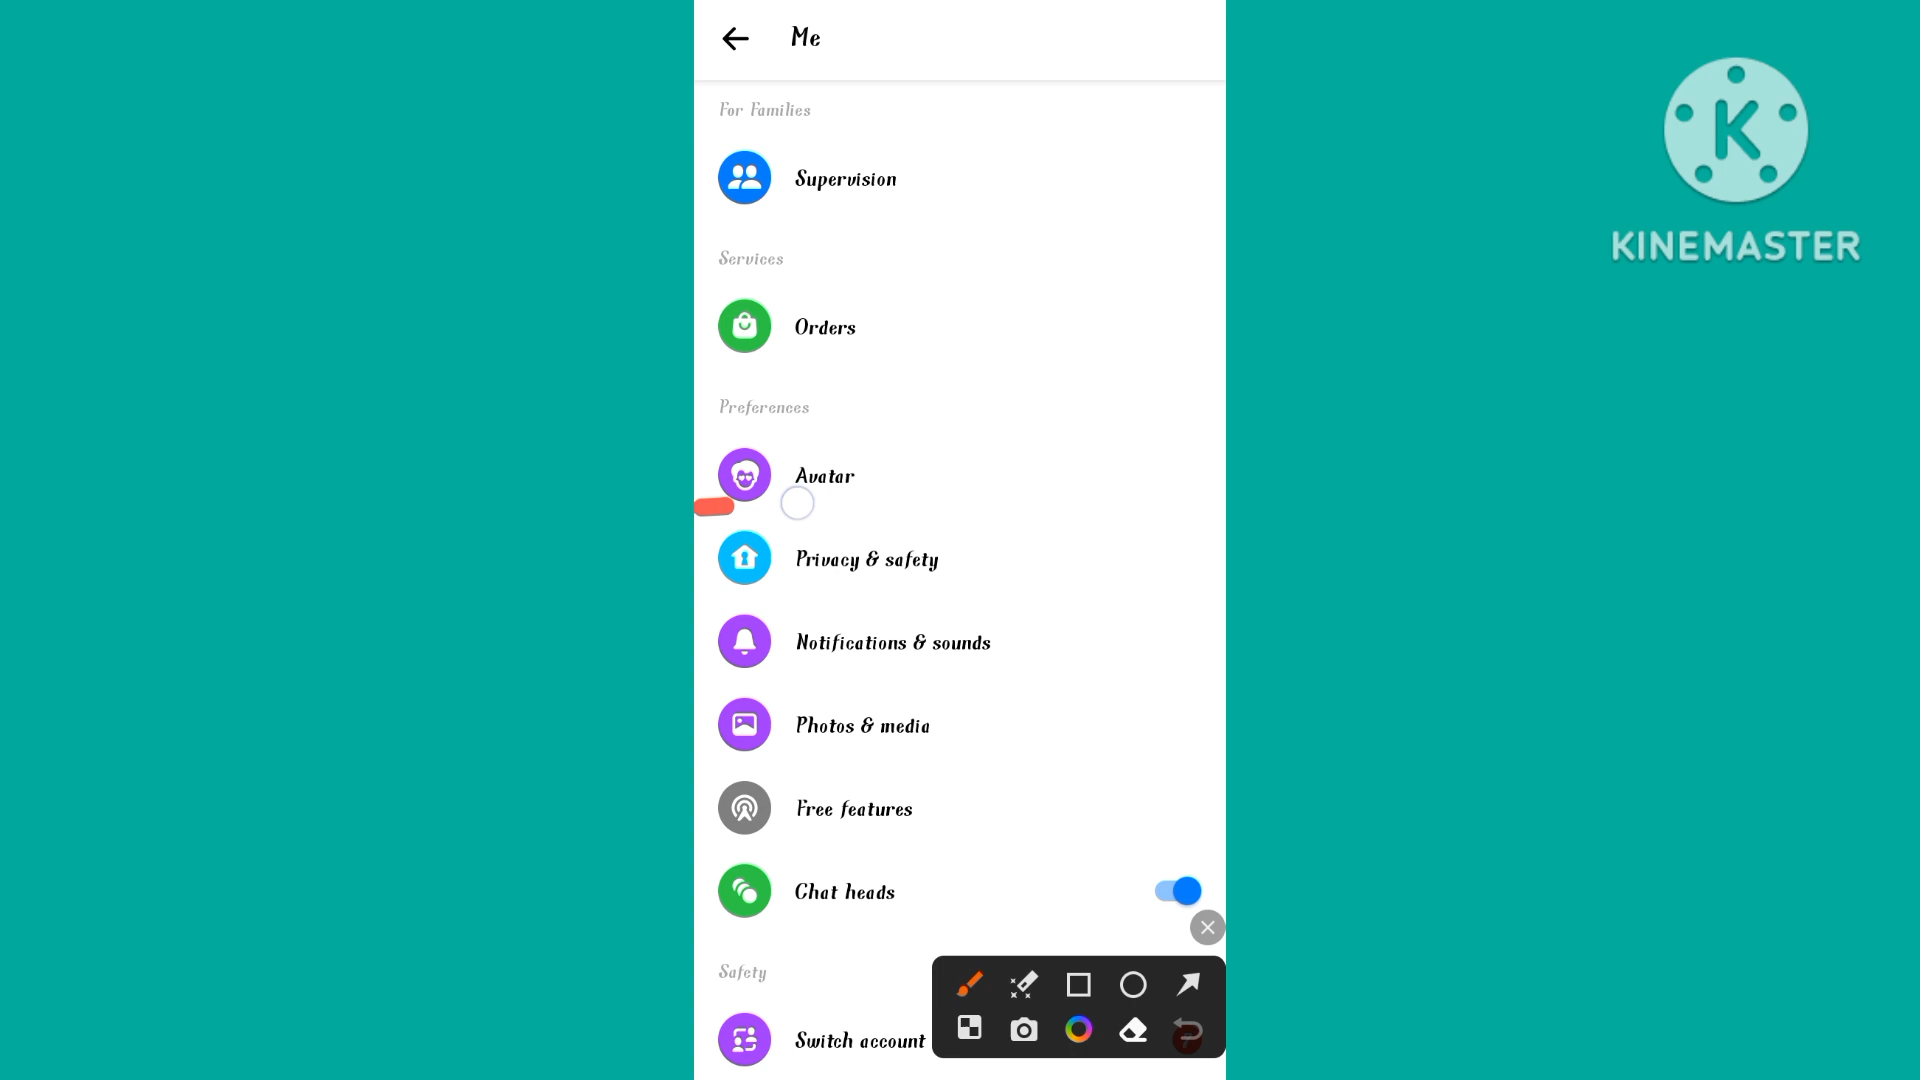 Me
For Families
Supervision
Services
Orders
Preferences
Avatar
Privacy & safety
Notifications & sounds
Photos & media
Free features
Chat heads
Safety
Switch account
K
KINEMASTER